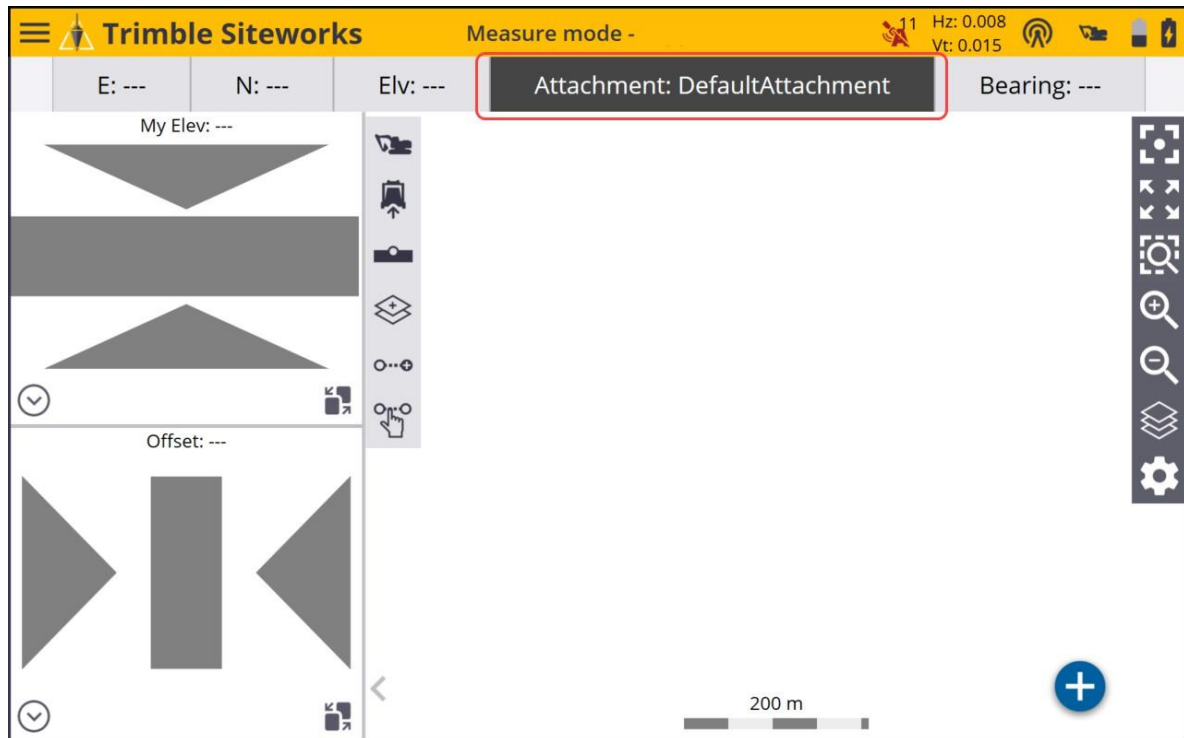 Trimble Siteworks
Measure mode -
11
Hz: 0.008
Vt: 0.015
E: ---
N: ---
Elv: ---
Attachment: DefaultAttachment
Bearing: ---
My Elev: ---
Offset: ---
200 m